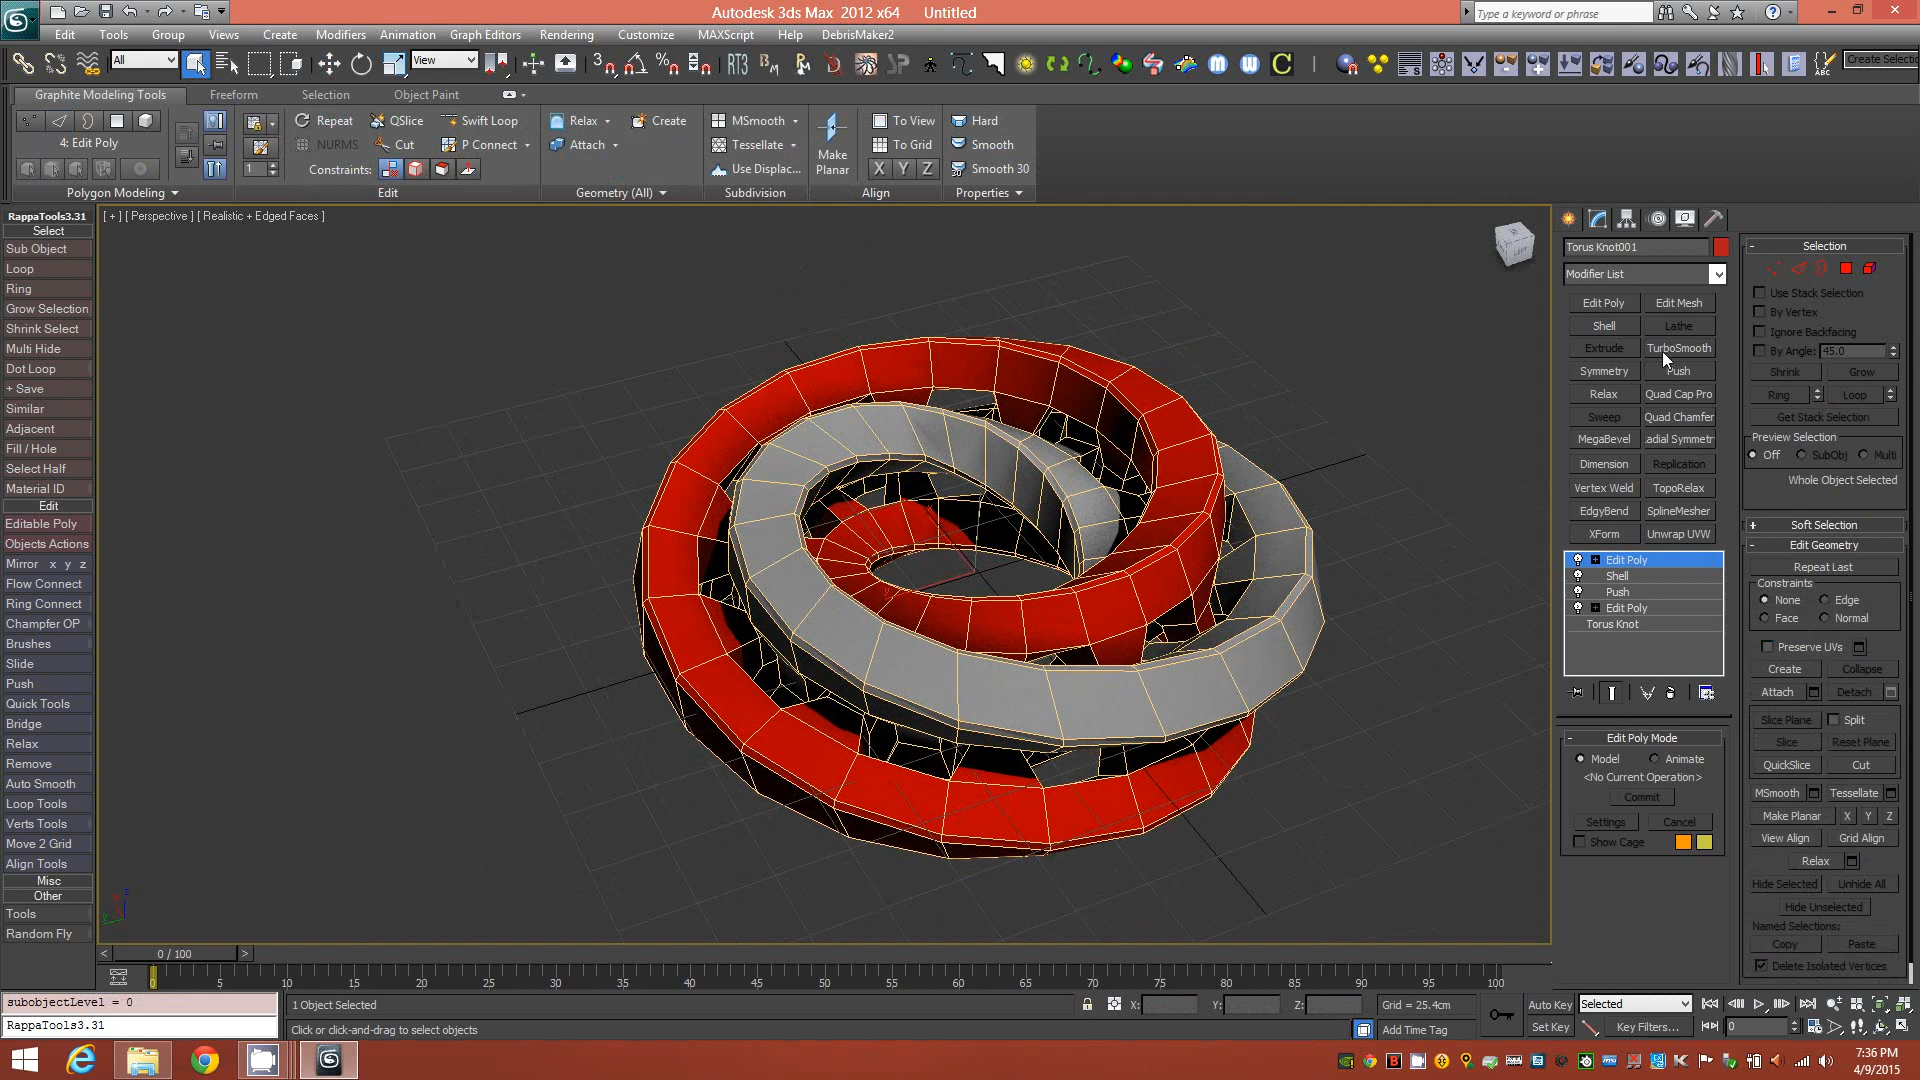 Autodesk 3ds Max 2012 x64 Untitled
Type a keyword or phrase
Edit Tools Group Views Create Modifiers Animation Graph Editors Rendering Customize MAXScript Help DebrisMaker2
All View Create Selectio
Graphite Modeling Tools Freeform Selection Object Paint
4: Edit Poly
Polygon Modeling
Repeat QSlice Swift Loop
NURMS Cut P Connect
1 Constraints:
Edit
Relax Create
Attach
Geometry (All)
MSmooth
Tessellate
Use Displac...
Subdivision
Make Planar
To View
To Grid
X Y Z
Align
Hard
Smooth
Smooth 30
Properties
RappaTools3.31
Select
Sub Object
Loop
Ring
Grow Selection
Shrink Select
Multi Hide
Dot Loop
+ Save
Similar
Adjacent
Fill / Hole
Select Half
Material ID
Edit
Editable Poly
Objects Actions
Mirror x y z
Flow Connect
Ring Connect
Champfer OP
Brushes
Slide
Push
Quick Tools
Bridge
Relax
Remove
Auto Smooth
Loop Tools
Verts Tools
Move 2 Grid
Align Tools
Misc
Other
Tools
Random Fly
[ + ] [ Perspective ] [ Realistic + Edged Faces ]
LEFT
Torus Knot001
Modifier List
Edit Poly Edit Mesh
Shell Lathe
Extrude TurboSmooth
Symmetry Push
Relax Quad Cap Pro
Sweep Quad Chamfer
MegaBevel adial Symmetr
Dimension Replication
Vertex Weld TopoRelax
EdgyBend SplineMesher
XForm Unwrap UVW
Edit Poly
Shell
Push
Edit Poly
Torus Knot
Edit Poly Mode
Model Animate
<No Current Operation>
Commit
Settings Cancel
Show Cage
Selection
Use Stack Selection
By Vertex
Ignore Backfacing
By Angle: 45.0
Shrink Grow
Ring Loop
Get Stack Selection
Preview Selection
Off SubObj Multi
Whole Object Selected
Soft Selection
Edit Geometry
Repeat Last
Constraints
None Edge
Face Normal
Preserve UVs
Create Collapse
Attach Detach
Slice Plane Split
Slice Reset Plane
QuickSlice Cut
MSmooth Tessellate
Make Planar X Y Z
View Align Grid Align
Relax
Hide Selected Unhide All
Hide Unselected
Named Selections:
Copy Paste
Delete Isolated Vertices
< 0 / 100 >
0 5 10 15 20 25 30 35 40 45 50 55 60 65 70 75 80 85 90 95 100
subobjectLevel = 0
RappaTools3.31
1 Object Selected
Click or click-and-drag to select objects
X: Y: Z: Grid = 25.4cm
Add Time Tag
Auto Key Selected
Set Key Key Filters...
0
7:36 PM
4/9/2015